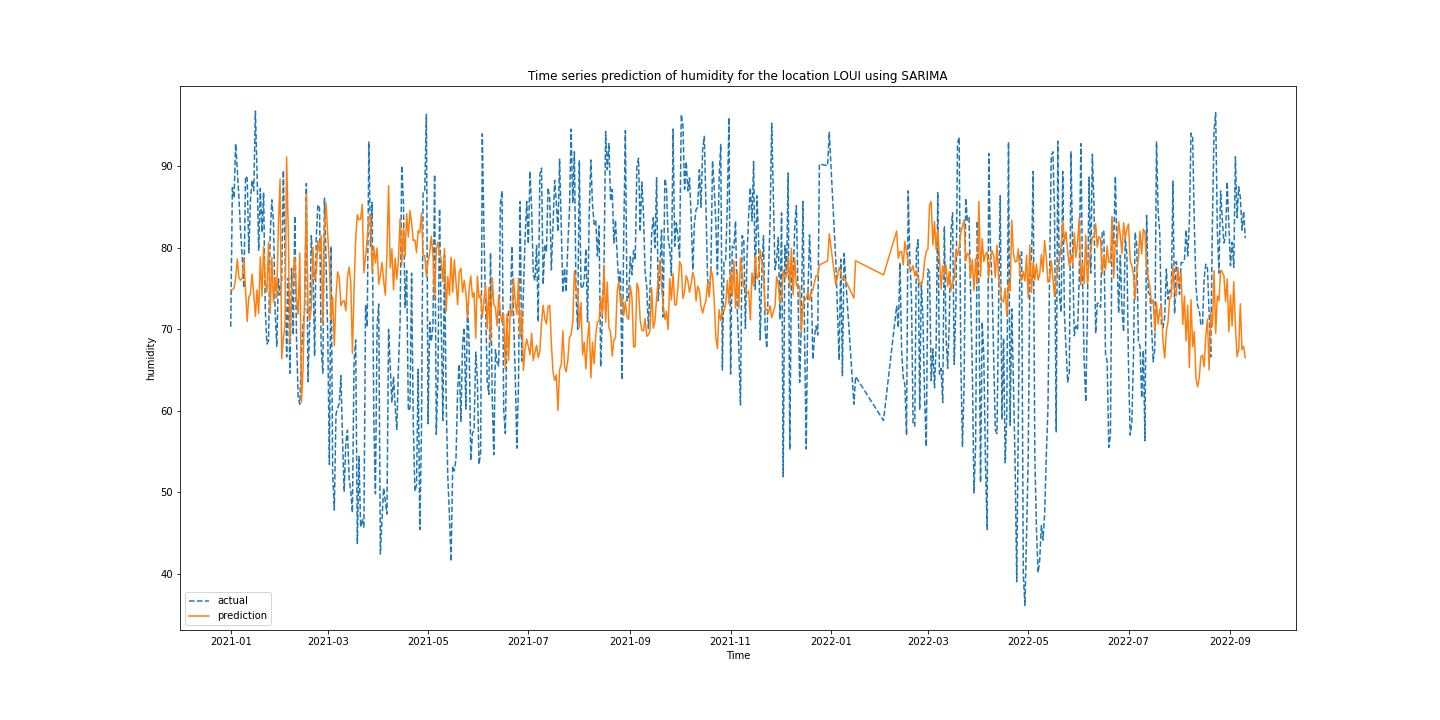 Time series prediction of humidity for the location LOUI using SARIMA
humidity
90
80
70
60
50
40
actual
prediction
2021-01 2021-03 2021-05 2021-07 2021-09 2021-11 2022-01 2022-03 2022-05 2022-07 2022-09
Time